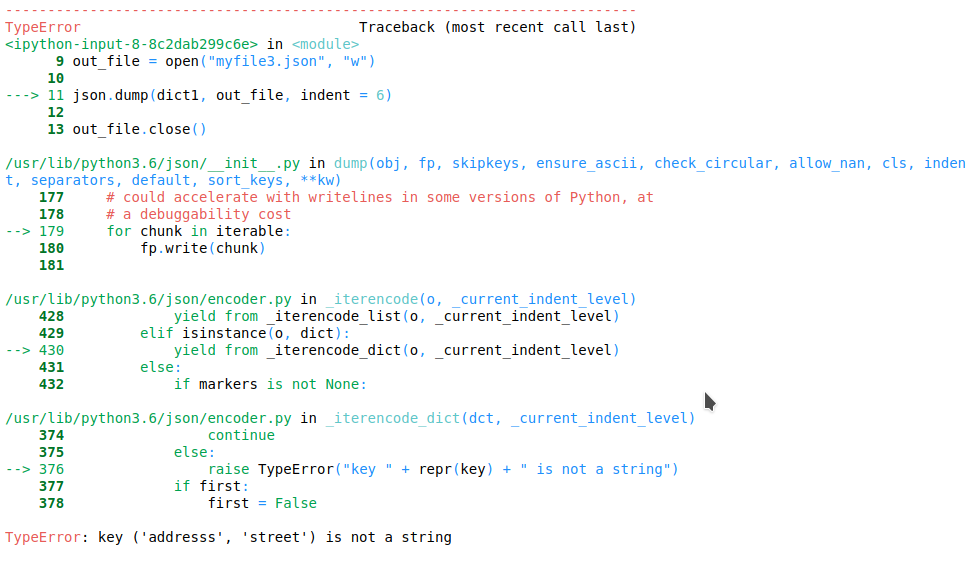 ---------------------------------------------------------------------------
TypeError                                 Traceback (most recent call last)
<ipython-input-8-8c2dab299c6e> in <module>
      9 out_file = open("myfile3.json", "w")
     10
---> 11 json.dump(dict1, out_file, indent = 6)
     12
     13 out_file.close()

/usr/lib/python3.6/json/__init__.py in dump(obj, fp, skipkeys, ensure_ascii, check_circular, allow_nan, cls, inden
t, separators, default, sort_keys, **kw)
    177     # could accelerate with writelines in some versions of Python, at
    178     # a debuggability cost
--> 179     for chunk in iterable:
    180         fp.write(chunk)
    181

/usr/lib/python3.6/json/encoder.py in _iterencode(o, _current_indent_level)
    428             yield from _iterencode_list(o, _current_indent_level)
    429         elif isinstance(o, dict):
--> 430             yield from _iterencode_dict(o, _current_indent_level)
    431         else:
    432             if markers is not None:

/usr/lib/python3.6/json/encoder.py in _iterencode_dict(dct, _current_indent_level)
    374                 continue
    375             else:
--> 376                 raise TypeError("key " + repr(key) + " is not a string")
    377             if first:
    378                 first = False

TypeError: key ('addresss', 'street') is not a string